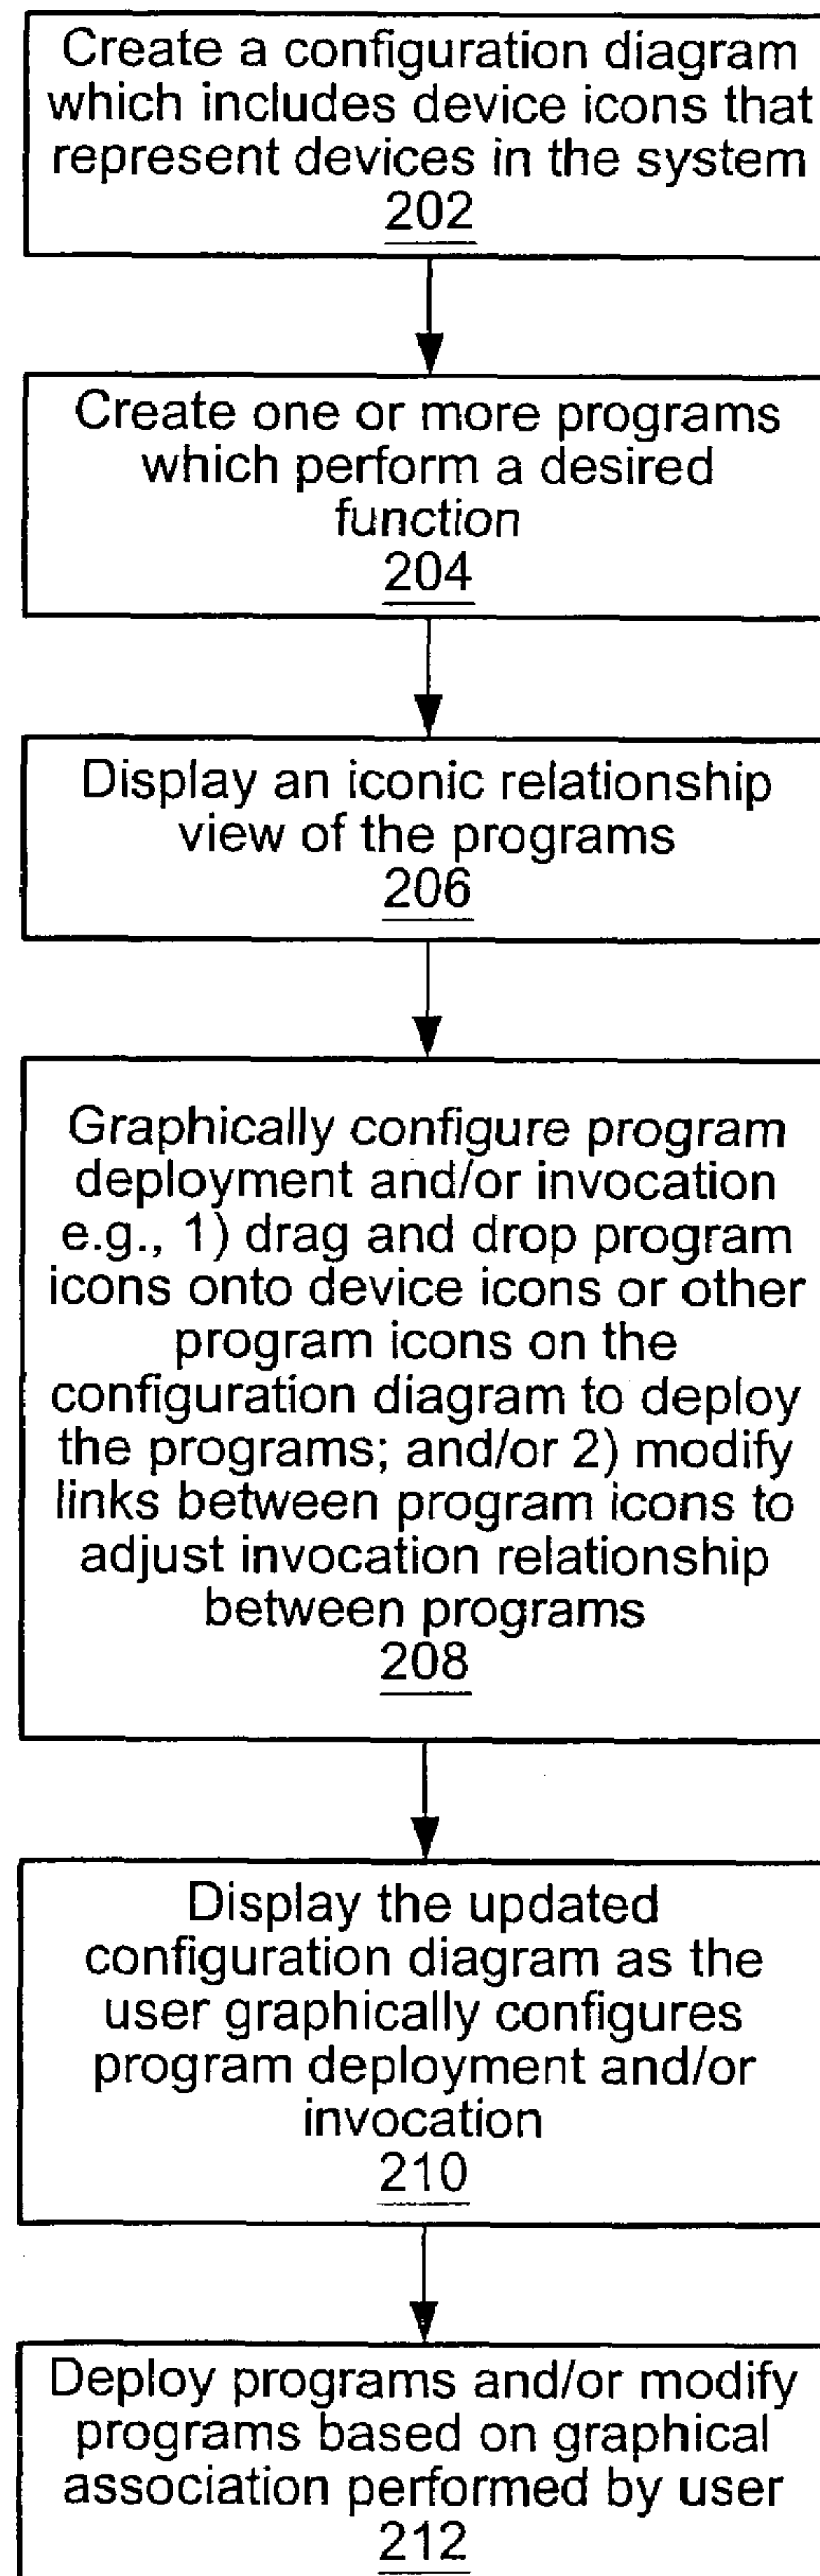 Create a configuration diagram
which includes device icons that
represent devices in the system
202
Create one or more programs
which perform a desired
function
204
Display an iconic relationship
view of the programs
206
Graphically configure program
deployment and/or invocation
e.g., 1) drag and drop program
icons onto device icons or other
program icons on the
configuration diagram to deploy
the programs; and/or 2) modify
links between program icons to
adjust invocation relationship
between programs
208
Display the updated
configuration diagram as the
user graphically configures
program deployment and/or
invocation
210
Deploy programs and/or modify
programs based on graphical
association performed by user
212